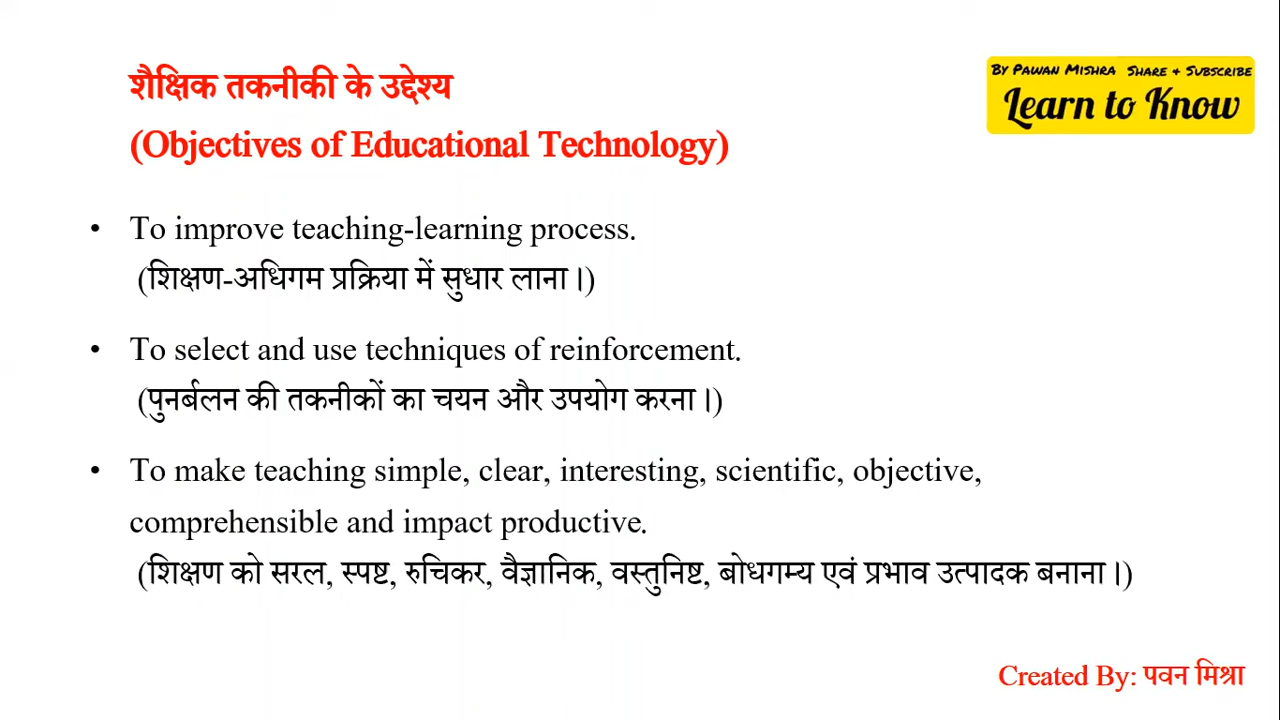 शैक्षिक तकनीकी के उद्देश्य
By Pawan Mishra Share + Subscribe
Learn to Know
(Objectives of Educational Technology)
• To improve teaching-learning process.
(शिक्षण-अधिगम प्रक्रिया में सुधार लाना।)
• To select and use techniques of reinforcement.
(पुनर्बलन की तकनीकों का चयन और उपयोग करना।)
• To make teaching simple, clear, interesting, scientific, objective,
comprehensible and impact productive.
(शिक्षण को सरल, स्पष्ट, रुचिकर, वैज्ञानिक, वस्तुनिष्ट, बोधगम्य एवं प्रभाव उत्पादक बनाना।)
Created By: पवन मिश्रा